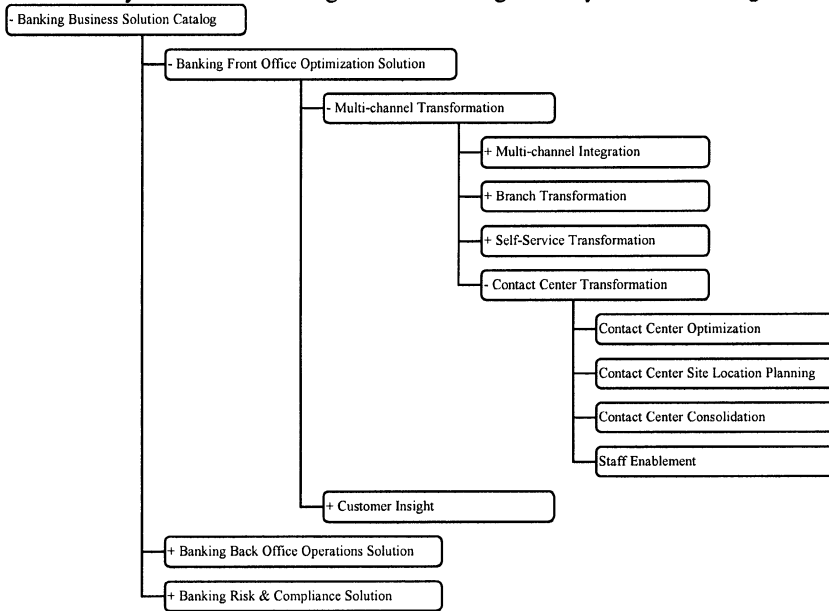 - Banking Business Solution Catalog
- Banking Front Office Optimization Solution
- Multi-channel Transformation
+ Multi-channel Integration
+ Branch Transformation
+ Self-Service Transformation
- Contact Center Transformation
Contact Center Optimization
Contact Center Site Location Planning
Contact Center Consolidation
Staff Enablement
+ Customer Insight
+ Banking Back Office Operations Solution
+ Banking Risk & Compliance Solution